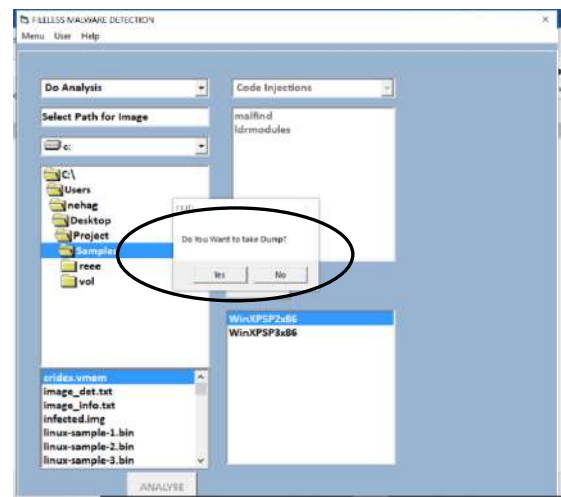 FILELESS MALWARE DETECTION
Menu User Help
Do Analysis
Code Injections
Select Path for Image
malfind
ldrmodules
c:
C:\
Users
nehag
Desktop
Project
Samples
reee
vol
Do You Want to take Dump?
Yes No
WinXPSP2x86
WinXPSP3x86
cridex.vmem
image_det.txt
image_info.txt
infected.img
linux-sample-1.bin
linux-sample-2.bin
linux-sample-3.bin
ANALYSE